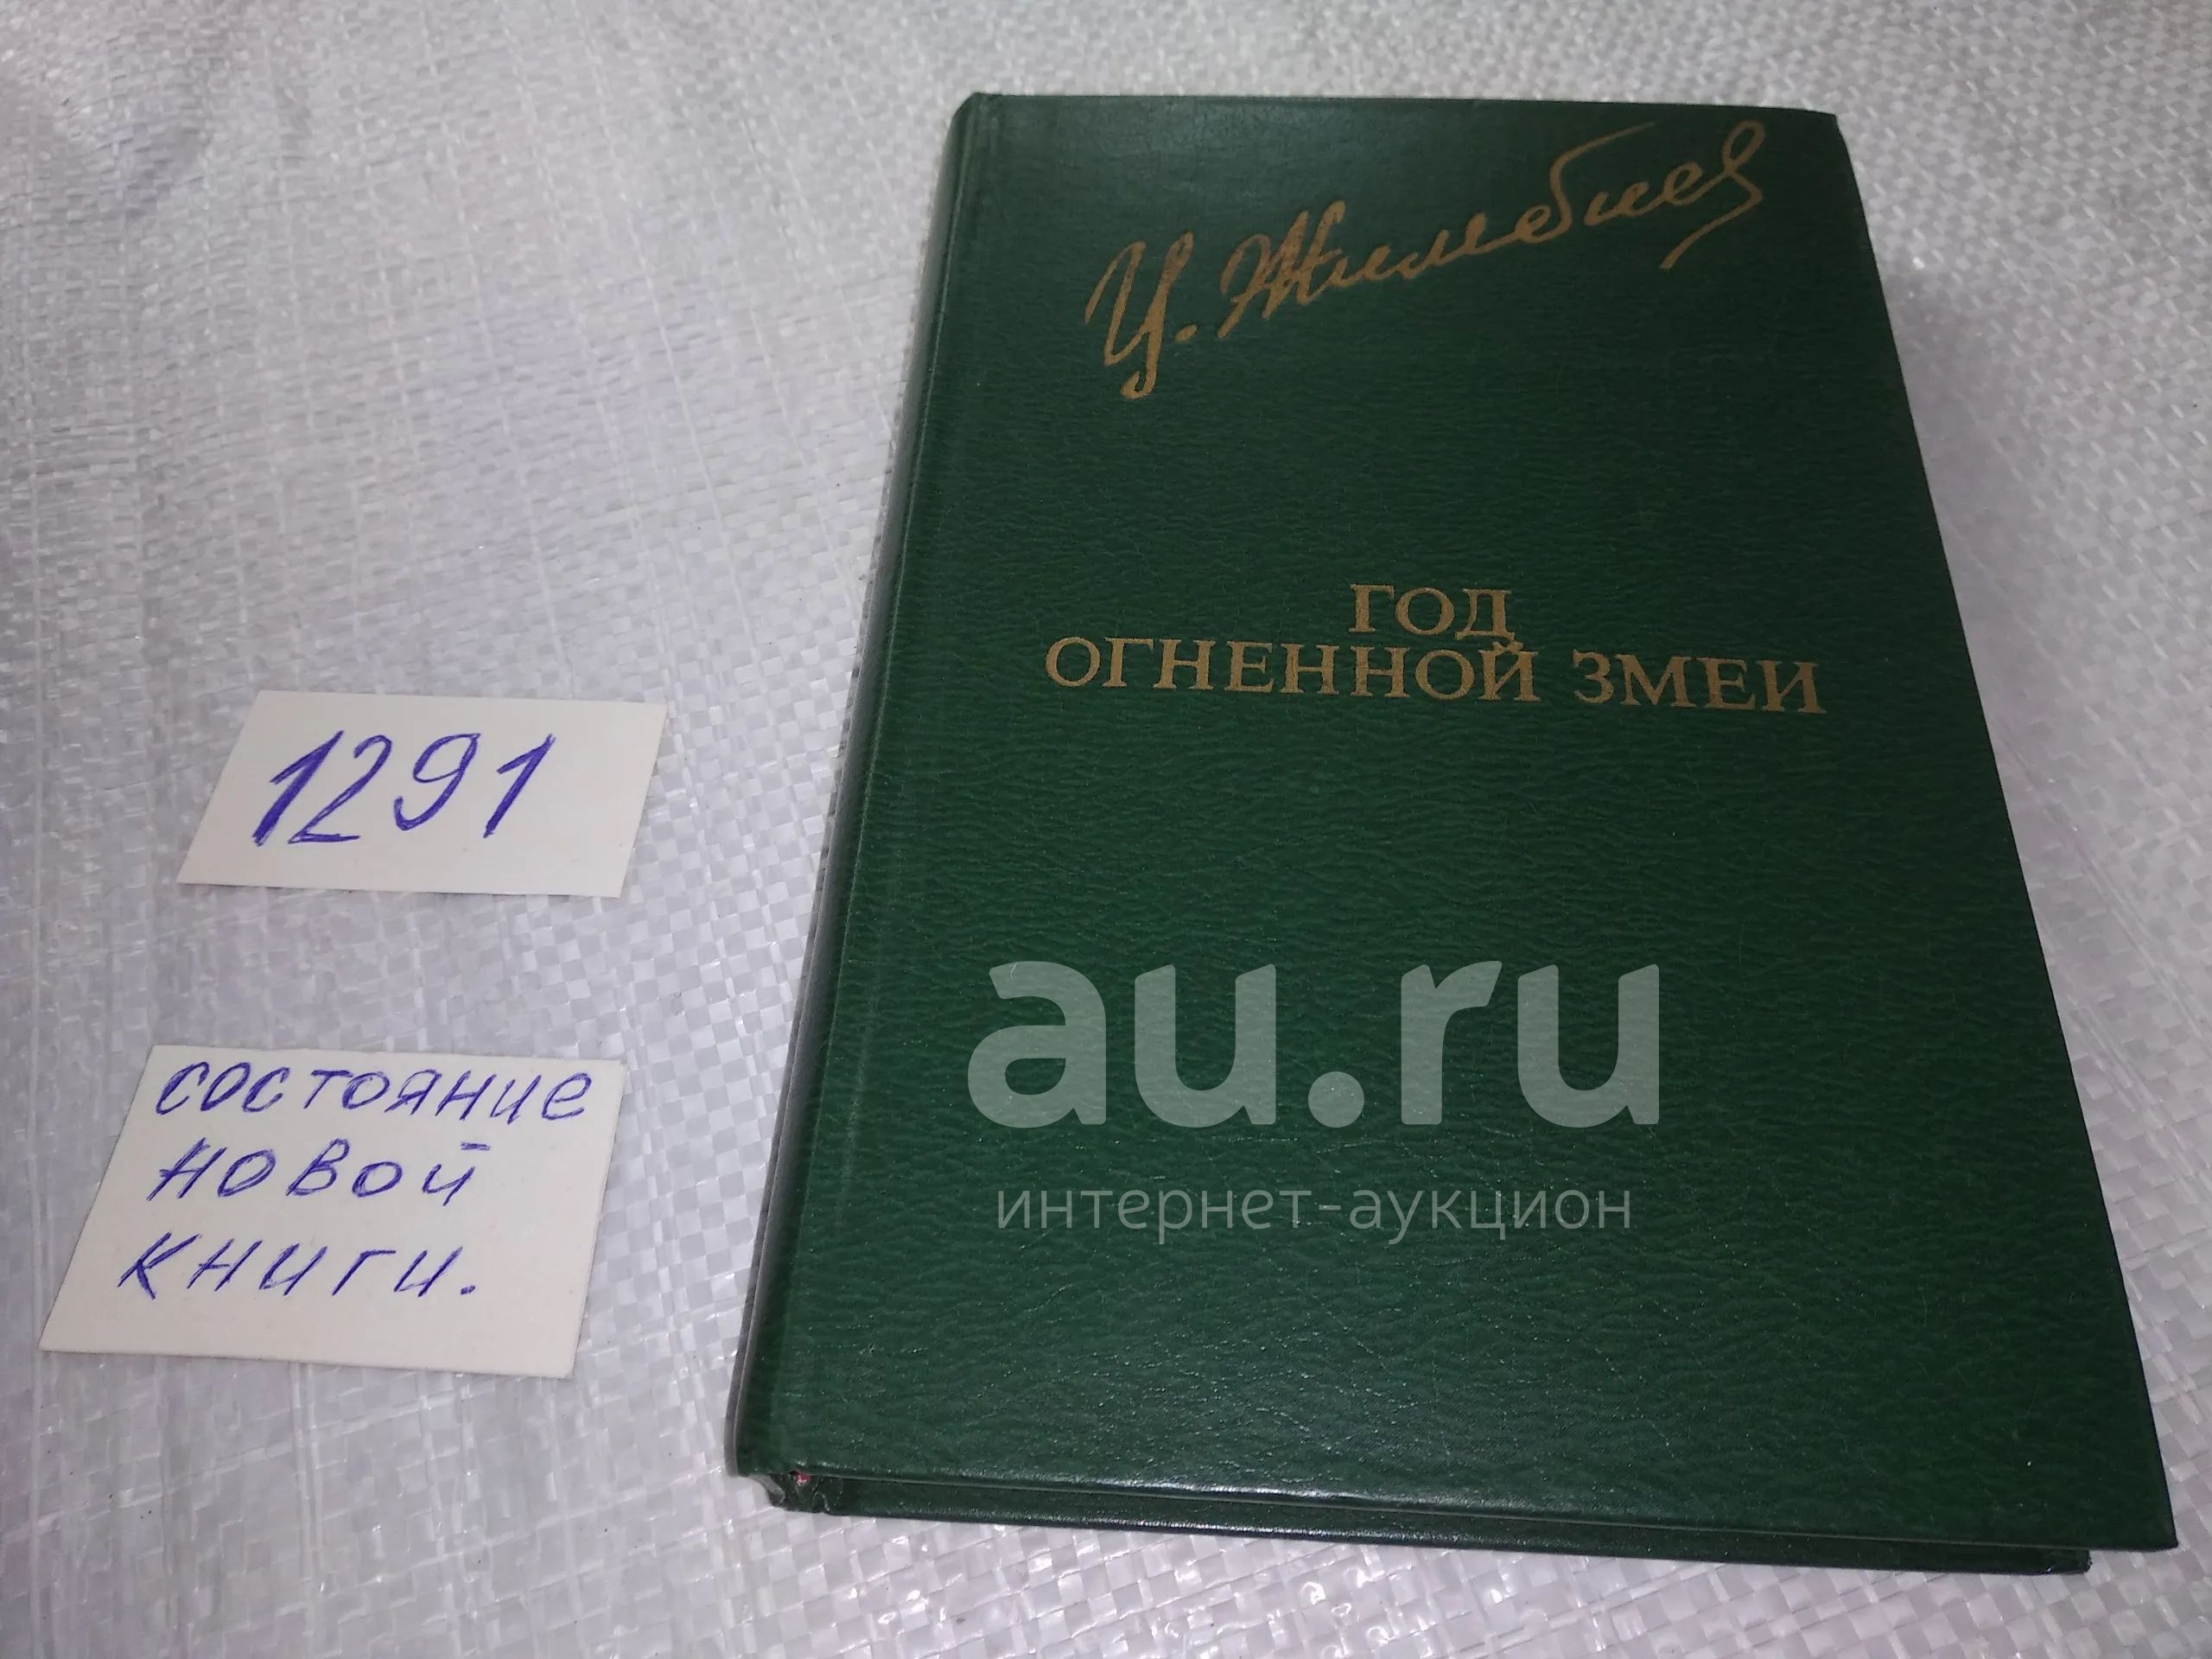 Ц. Жимбиев
ГОД
ОГНЕННОЙ ЗМЕИ
1291
состояние
новой
книги.
au.ru
интернет-аукцион